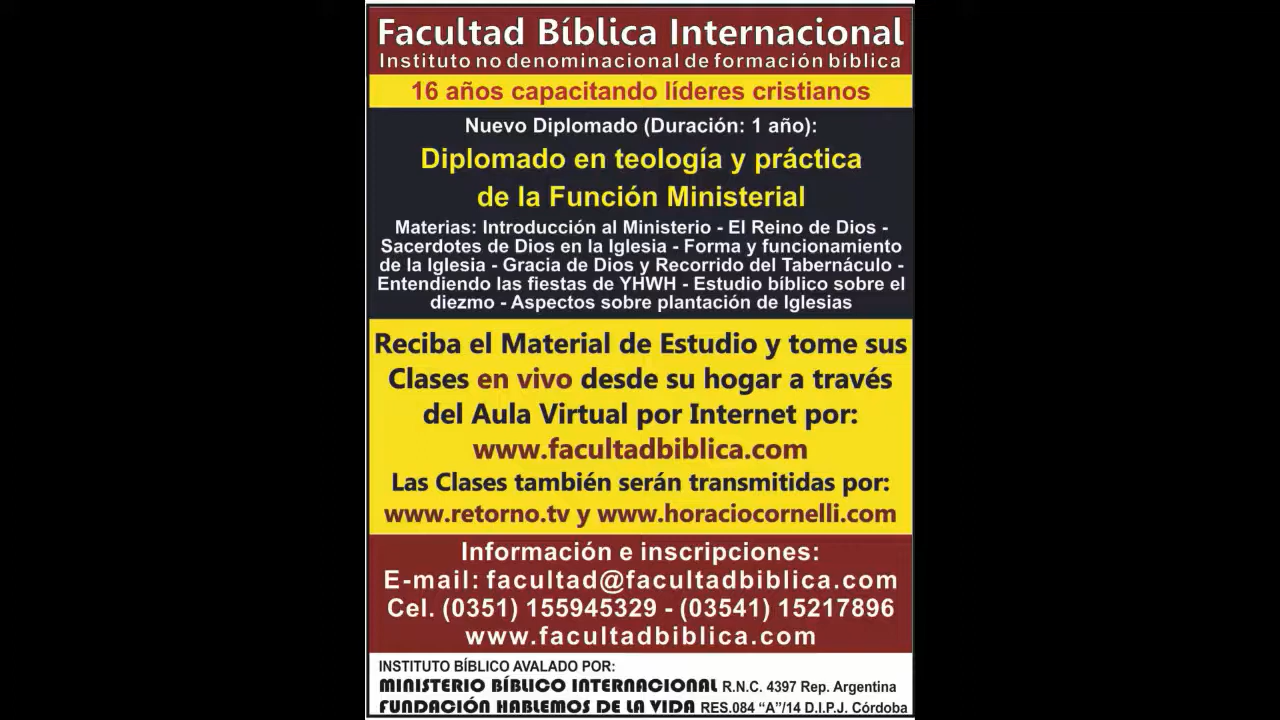 Facultad Bíblica Internacional
Instituto no denominacional de formación bíblica
16 años capacitando líderes cristianos
Nuevo Diplomado (Duración: 1 año):
Diplomado en teología y práctica
de la Función Ministerial
Materias: Introducción al Ministerio - El Reino de Dios -
Sacerdotes de Dios en la Iglesia - Forma y funcionamiento
de la Iglesia - Gracia de Dios y Recorrido del Tabernáculo -
Entendiendo las fiestas de YHWH - Estudio bíblico sobre el
diezmo - Aspectos sobre plantación de Iglesias
Reciba el Material de Estudio y tome sus
Clases en vivo desde su hogar a través
del Aula Virtual por Internet por:
www.facultadbiblica.com
Las Clases también serán transmitidas por:
www.retorno.tv y www.horaciocornelli.com
Información e inscripciones:
E-mail: facultad@facultadbiblica.com
Cel. (0351) 155945329 - (03541) 15217896
www.facultadbiblica.com
INSTITUTO BÍBLICO AVALADO POR:
MINISTERIO BÍBLICO INTERNACIONAL R.N.C. 4397 Rep. Argentina
FUNDACIÓN HABLEMOS DE LA VIDA RES.084 “A”/14 D.I.P.J. Córdoba